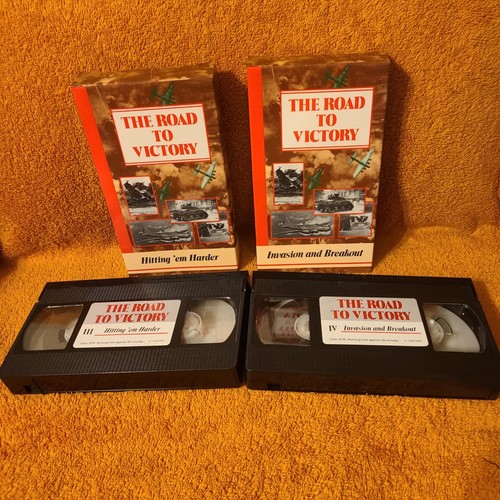 THE ROAD
TO
VICTORY
Hitting 'em Harder
THE ROAD
TO
VICTORY
Invasion and Breakout
THE ROAD
TO VICTORY
III Hitting 'em Harder
THE ROAD
TO VICTORY
IV Invasion and Breakout